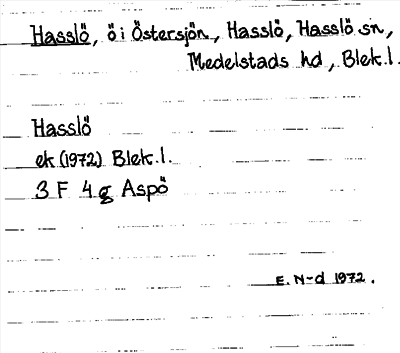 Hasslö, ö i Östersjön, Hasslö, Hasslö sn,
Medelstads hd, Blek.l.
Hasslö
ek (1972) Blek.l.
3 F 4 g Aspö
E. N-d 1972.